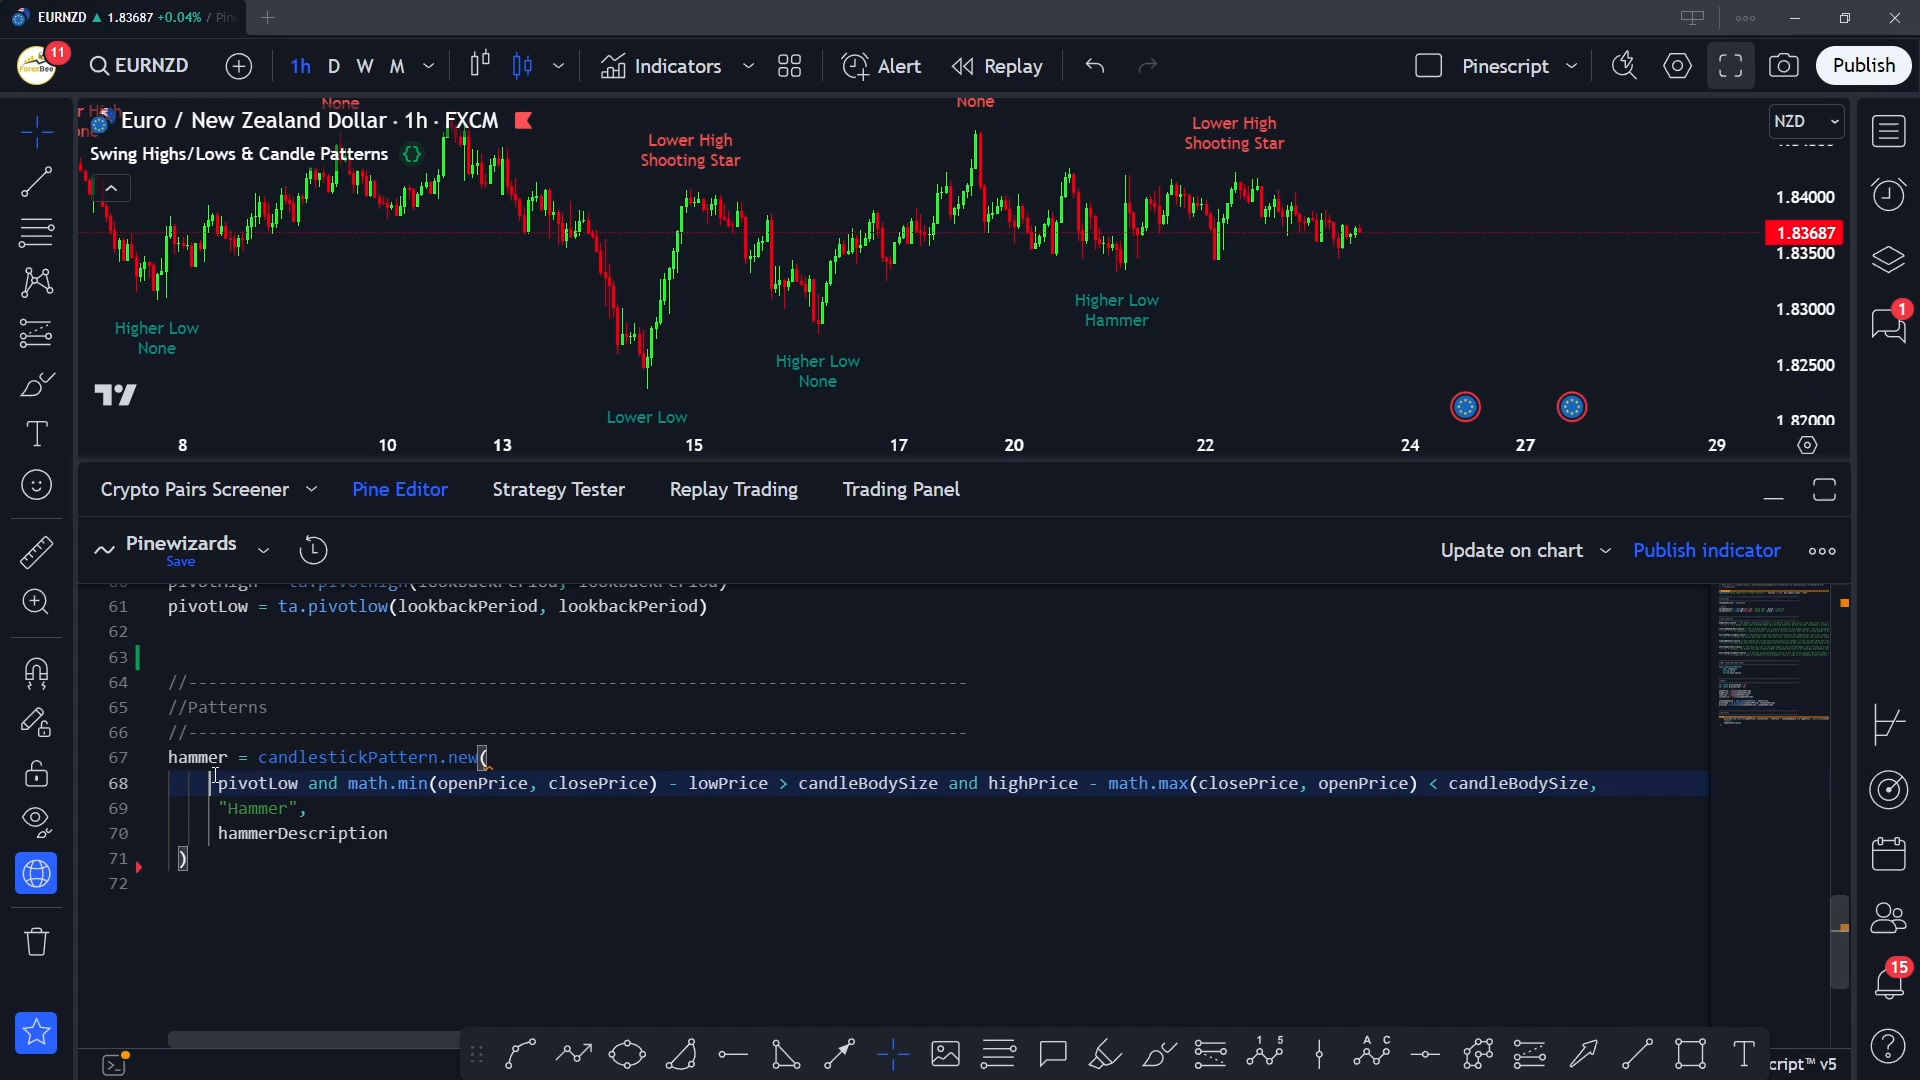 EURNZD ▲ 1.83687 +0.04% / Pin
11
EURNZD
1h D W M
Indicators
Alert
Replay
Pinescript
Publish
Euro / New Zealand Dollar · 1h · FXCM
Swing Highs/Lows & Candle Patterns {}
NZD
None
Lower High
Shooting Star
None
Lower High
Shooting Star
Higher Low
None
Lower Low
Higher Low
None
Higher Low
Hammer
1.84000
1.83687
1.83500
1.83000
1.82500
1.82000
8 10 13 15 17 20 22 24 27 29
1
Crypto Pairs Screener
Pine Editor
Strategy Tester
Replay Trading
Trading Panel
Pinewizards
Save
Update on chart
Publish indicator
61 pivotLow = ta.pivotlow(lookbackPeriod, lookbackPeriod)
62
63
64 //------------------------------------------------------------------------------
65 //Patterns
66 //------------------------------------------------------------------------------
67 hammer = candlestickPattern.new(
68 pivotLow and math.min(openPrice, closePrice) - lowPrice > candleBodySize and highPrice - math.max(closePrice, openPrice) < candleBodySize,
69 "Hammer",
70 hammerDescription
71 )
72
15
cript™ v5